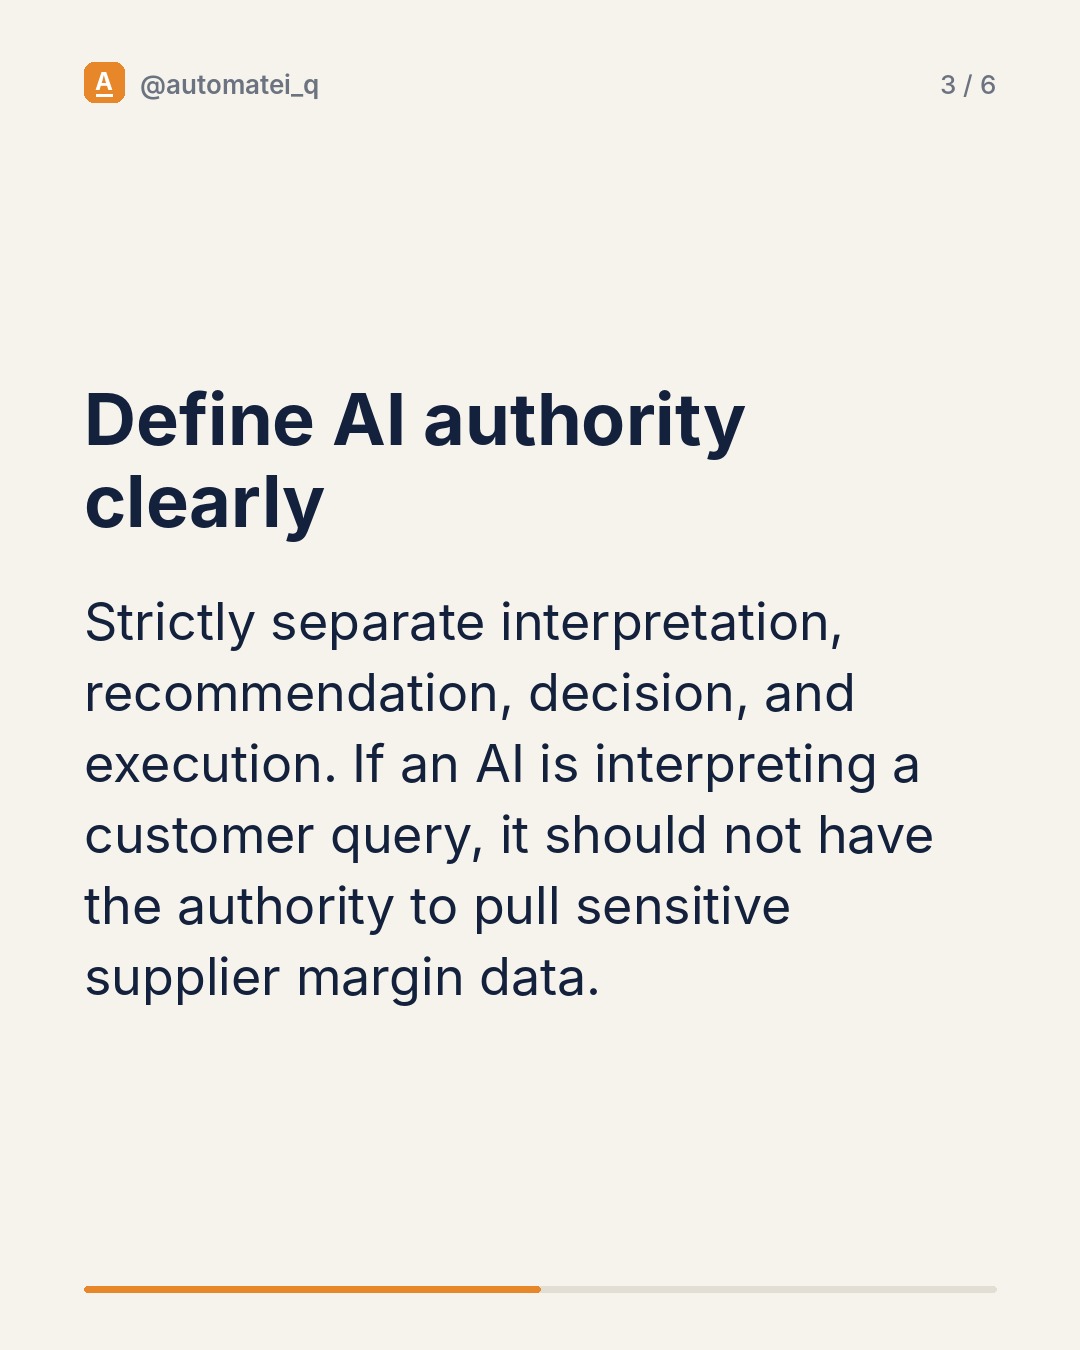 A
@automatei_q
3 / 6
Define AI authority
clearly
Strictly separate interpretation,
recommendation, decision, and
execution. If an AI is interpreting a
customer query, it should not have
the authority to pull sensitive
supplier margin data.